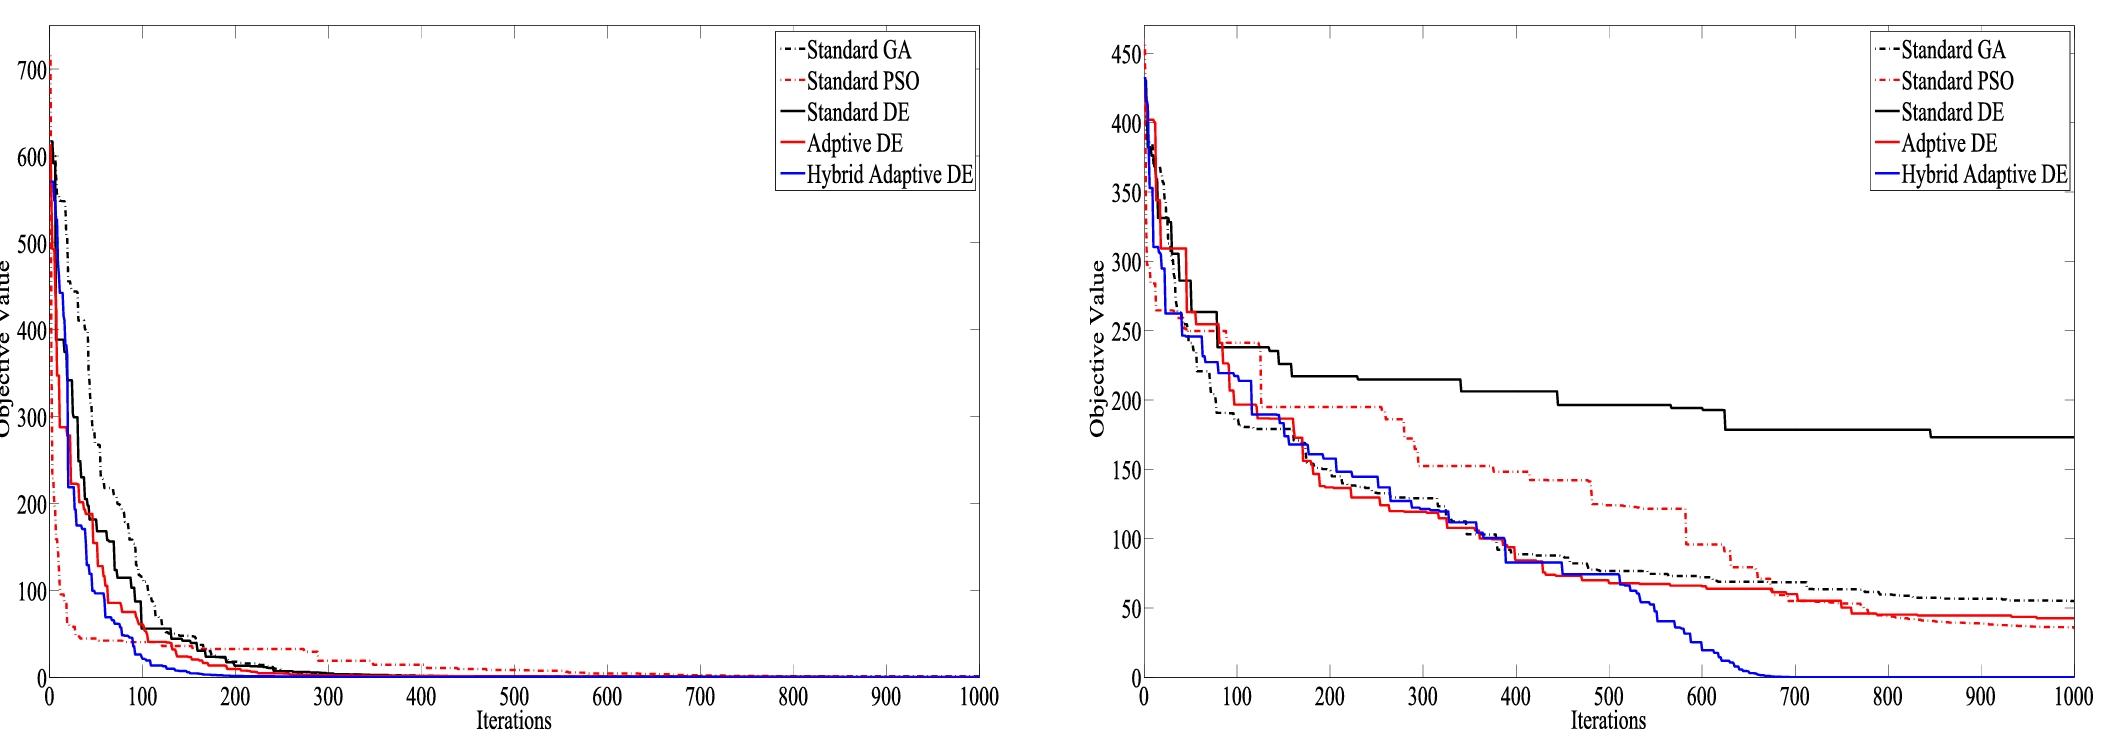 700
600
500
400
300
200
100
0
Objective Value
0 100 200 300 400 500 600 700 800 900 1000
Iterations
Standard GA
Standard PSO
Standard DE
Adptive DE
Hybrid Adaptive DE
450
400
350
300
250
200
150
100
50
0
Objective Value
0 100 200 300 400 500 600 700 800 900 1000
Iterations
Standard GA
Standard PSO
Standard DE
Adptive DE
Hybrid Adaptive DE